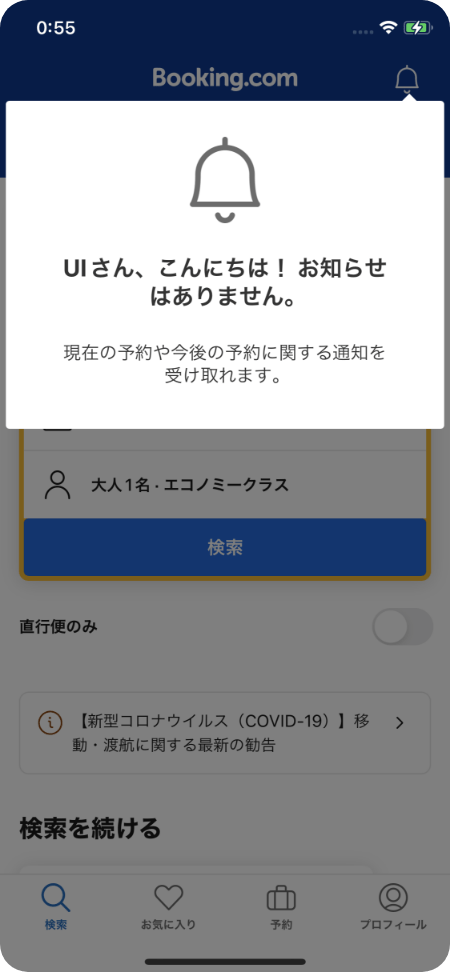 0:55
Booking.com
UIさん、こんにちは！ お知らせ
はありません。
現在の予約や今後の予約に関する通知を
受け取れます。
大人1名 · エコノミークラス
検索
直行便のみ
【新型コロナウイルス（COVID-19）】移
動・渡航に関する最新の勧告
検索を続ける
検索
お気に入り
予約
プロフィール